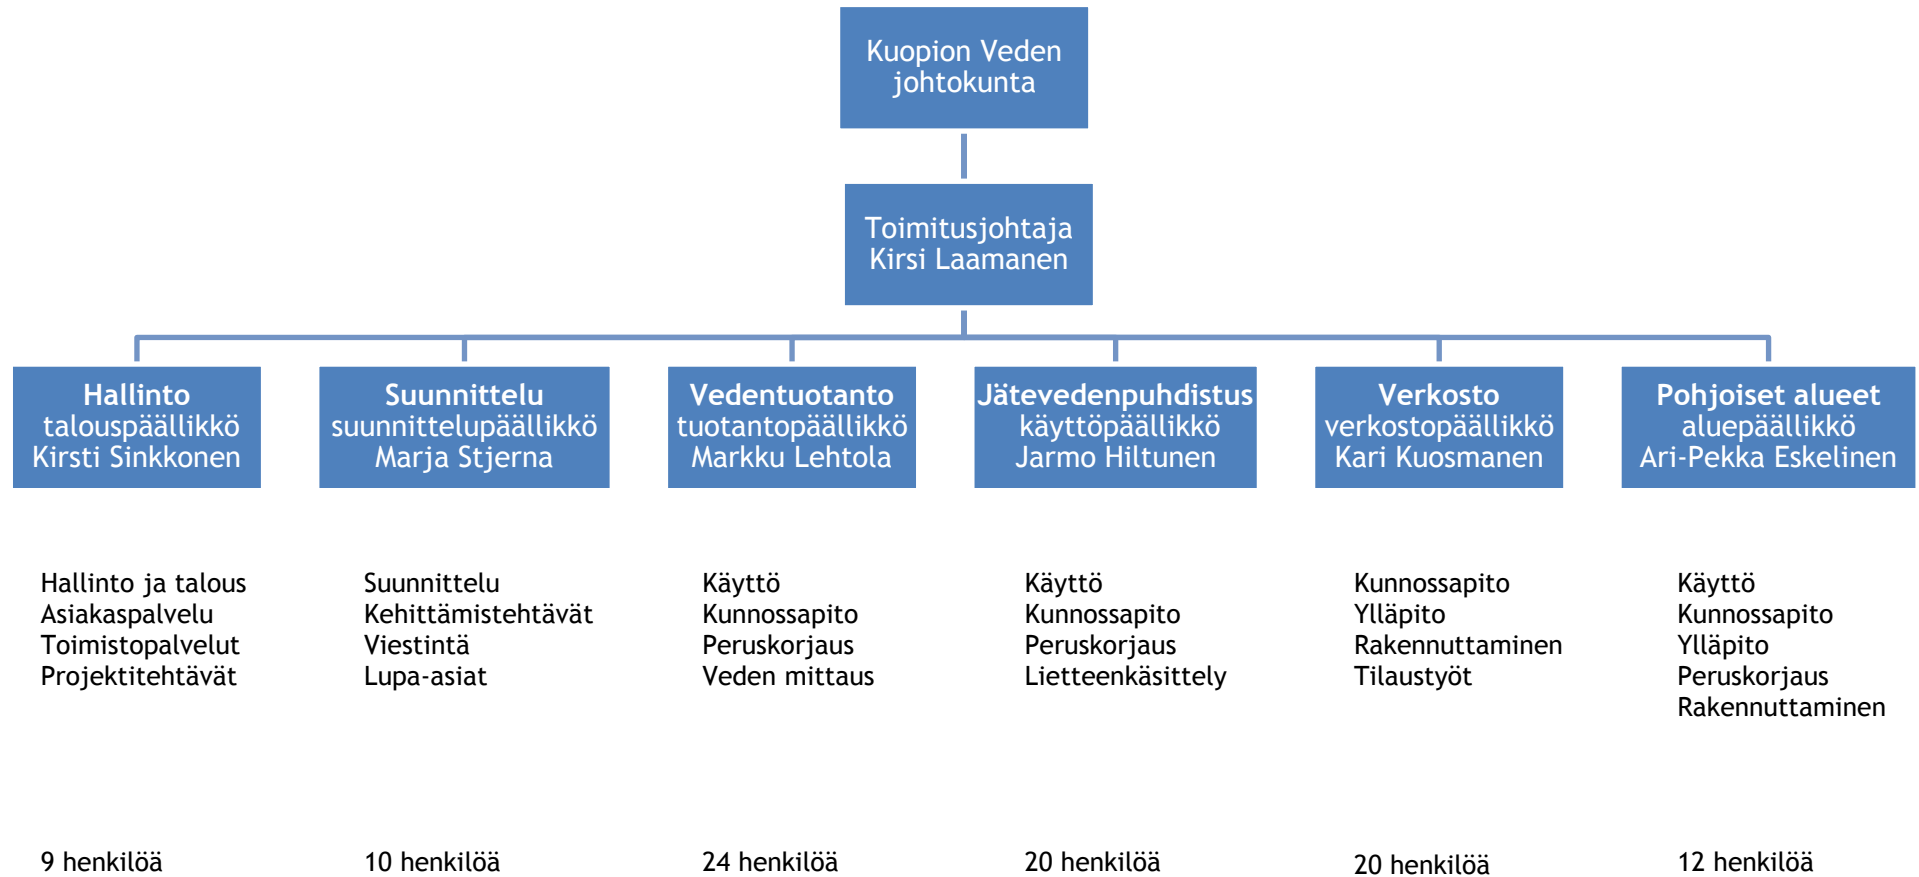 Kuopion Veden
johtokunta
Toimitusjohtaja
Kirsi Laamanen
Hallinto
talouspäällikkö
Kirsti Sinkkonen
Suunnittelu
suunnittelupäällikkö
Marja Stjerna
Vedentuotanto
tuotantopäällikkö
Markku Lehtola
Jätevedenpuhdistus
käyttöpäällikkö
Jarmo Hiltunen
Verkosto
verkostopäällikkö
Kari Kuosmanen
Pohjoiset alueet
aluepäällikkö
Ari-Pekka Eskelinen
Hallinto ja talous
Asiakaspalvelu
Toimistopalvelut
Projektitehtävät
Suunnittelu
Kehittämistehtävät
Viestintä
Lupa-asiat
Käyttö
Kunnossapito
Peruskorjaus
Veden mittaus
Käyttö
Kunnossapito
Peruskorjaus
Lietteenkäsittely
Kunnossapito
Ylläpito
Rakennuttaminen
Tilaustyöt
Käyttö
Kunnossapito
Ylläpito
Peruskorjaus
Rakennuttaminen
9 henkilöä
10 henkilöä
24 henkilöä
20 henkilöä
20 henkilöä
12 henkilöä